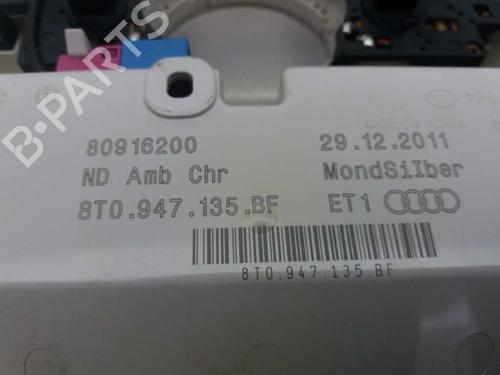 B-PARTS
80916200
29.12.2011
ND Amb Chr
MondSilber
8T0.947.135.BF
ET1
8T0.947.135.BF